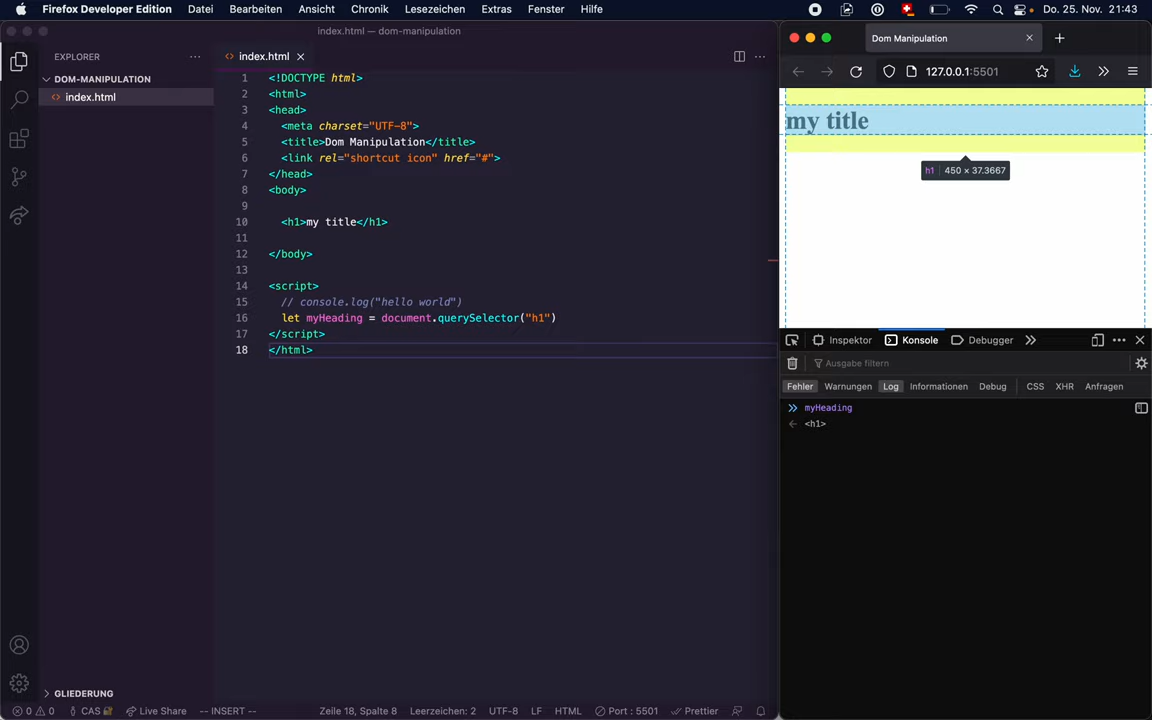 Firefox Developer Edition Datei Bearbeiten Ansicht Chronik Lesezeichen Extras Fenster Hilfe Do. 25. Nov. 21:43
index.html — dom-manipulation
EXPLORER
index.html
DOM-MANIPULATION
index.html
1 <!DOCTYPE html>
2 <html>
3 <head>
4 <meta charset="UTF-8">
5 <title>Dom Manipulation</title>
6 <link rel="shortcut icon" href="#">
7 </head>
8 <body>
9
10 <h1>my title</h1>
11
12 </body>
13
14 <script>
15 // console.log("hello world")
16 let myHeading = document.querySelector("h1")
17 </script>
18 </html>
GLIEDERUNG
0 0 CAS Live Share -- INSERT -- Zeile 18, Spalte 8 Leerzeichen: 2 UTF-8 LF HTML Port : 5501 Prettier
Dom Manipulation
127.0.0.1:5501
my title
h1 450 × 37.3667
Inspektor Konsole Debugger
Ausgabe filtern
Fehler Warnungen Log Informationen Debug CSS XHR Anfragen
myHeading
<h1>